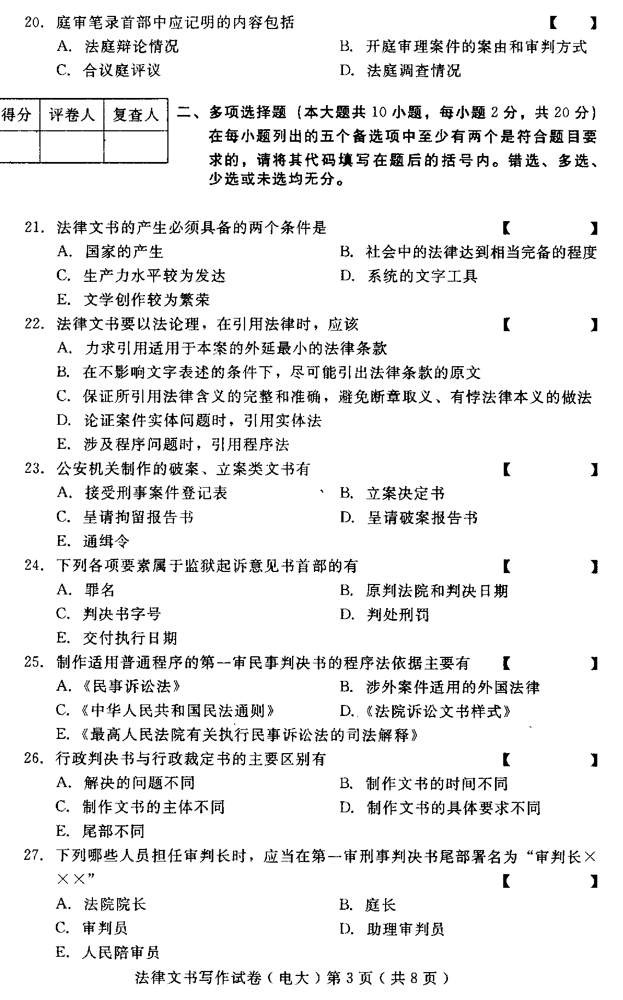 20. 庭审笔录首部中应记明的内容包括 【 】
A. 法庭辩论情况 B. 开庭审理案件的案由和审判方式
C. 合议庭评议 D. 法庭调查情况
得分 评卷人 复查人
二、多项选择题（本大题共 10 小题，每小题 2 分，共 20 分）
在每小题列出的五个备选项中至少有两个是符合题目要
求的，请将其代码填写在题后的括号内。错选、多选、
少选或未选均无分。
21. 法律文书的产生必须具备的两个条件是 【 】
A. 国家的产生 B. 社会中的法律达到相当完备的程度
C. 生产力水平较为发达 D. 系统的文字工具
E. 文学创作较为繁荣
22. 法律文书要以法论理，在引用法律时，应该 【 】
A. 力求引用适用于本案的外延最小的法律条款
B. 在不影响文字表述的条件下，尽可能引出法律条款的原文
C. 保证所引用法律含义的完整和准确，避免断章取义、有悖法律本义的做法
D. 论证案件实体问题时，引用实体法
E. 涉及程序问题时，引用程序法
23. 公安机关制作的破案、立案类文书有 【 】
A. 接受刑事案件登记表 B. 立案决定书
C. 呈请拘留报告书 D. 呈请破案报告书
E. 通缉令
24. 下列各项要素属于监狱起诉意见书首部的有 【 】
A. 罪名 B. 原判法院和判决日期
C. 判决书字号 D. 判处刑罚
E. 交付执行日期
25. 制作适用普通程序的第一审民事判决书的程序法依据主要有 【 】
A.《民事诉讼法》 B. 涉外案件适用的外国法律
C.《中华人民共和国民法通则》 D.《法院诉讼文书样式》
E.《最高人民法院有关执行民事诉讼法的司法解释》
26. 行政判决书与行政裁定书的主要区别有 【 】
A. 解决的问题不同 B. 制作文书的时间不同
C. 制作文书的主体不同 D. 制作文书的具体要求不同
E. 尾部不同
27. 下列哪些人员担任审判长时，应当在第一审刑事判决书尾部署名为“审判长×
××” 【 】
A. 法院院长 B. 庭长
C. 审判员 D. 助理审判员
E. 人民陪审员
法律文书写作试卷（电大）第 3 页（共 8 页）